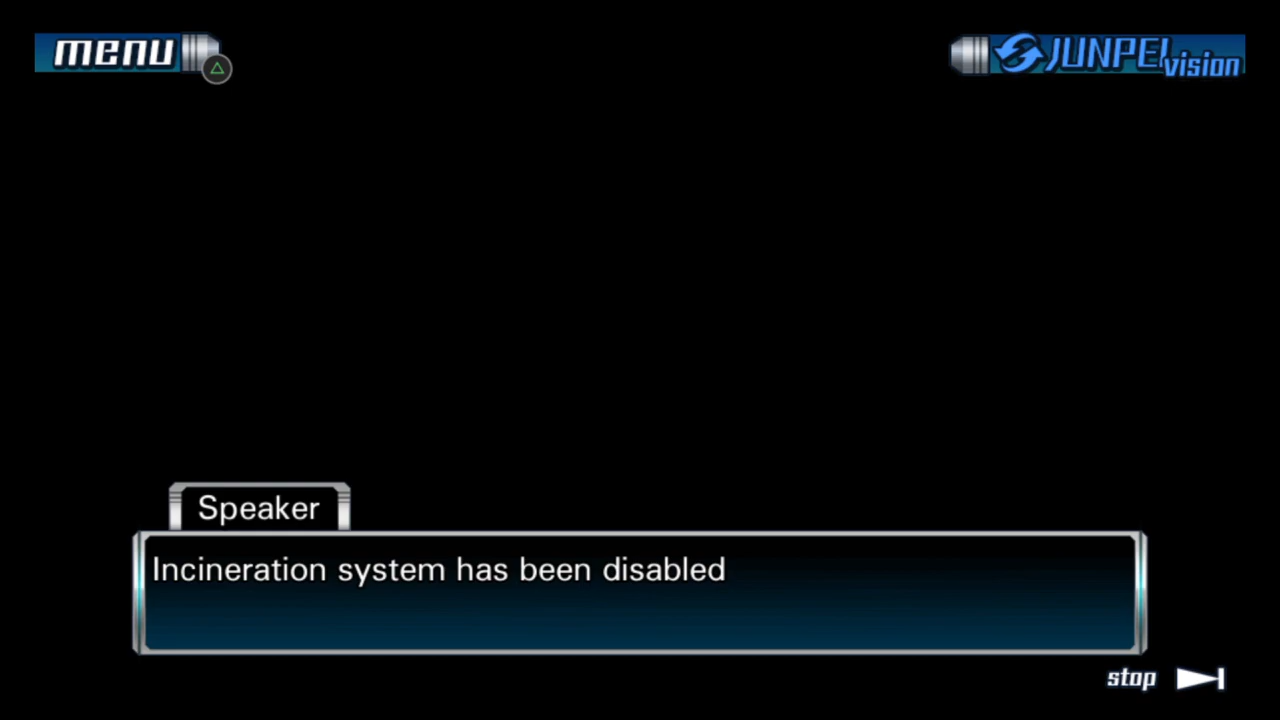 menu
JUNPEI vision
Speaker
Incineration system has been disabled
stop